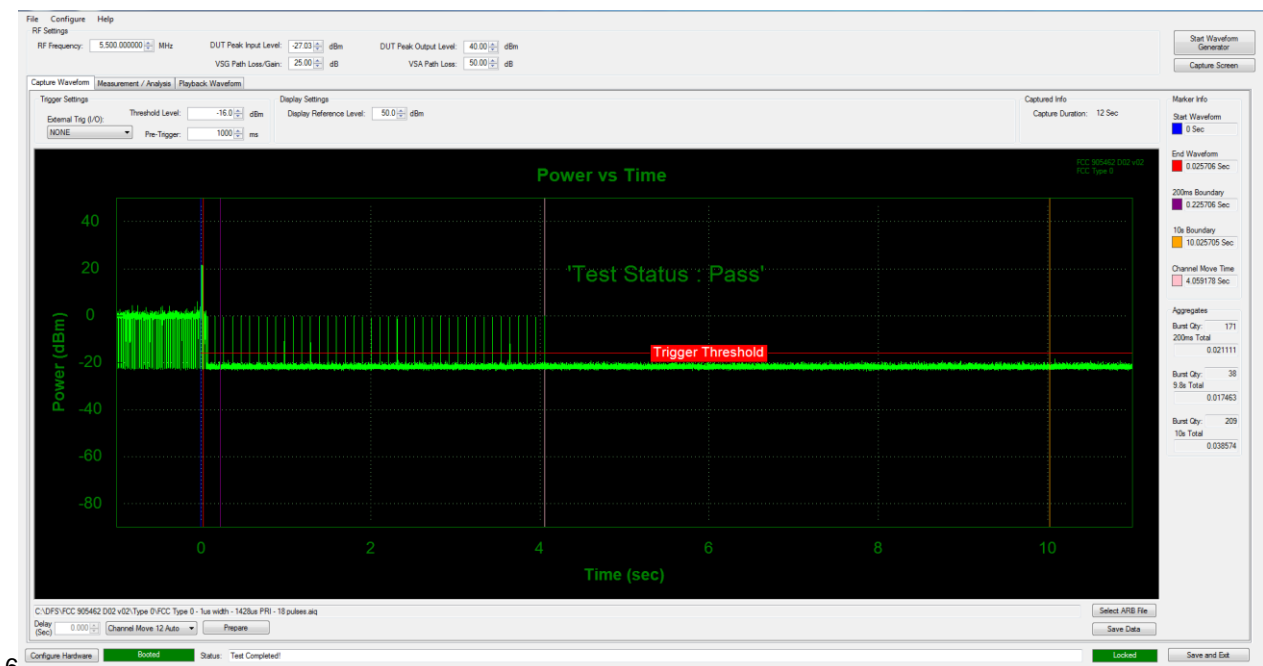 File Configure Help
RF Settings
RF Frequency: 5,500.000000 MHz DUT Peak Input Level: -27.03 dBm DUT Peak Output Level: 40.00 dBm
VSG Path Loss/Gain: 25.00 dB VSA Path Loss: 50.00 dB
Start Waveform Generator
Capture Screen
Capture Waveform Measurement / Analysis Playback Waveform
Trigger Settings
External Trig (I/O): Threshold Level: -16.0 dBm
NONE Pre-Trigger: 1000 ms
Display Settings
Display Reference Level: 50.0 dBm
Captured Info
Capture Duration: 12 Sec
Marker Info
Start Waveform
0 Sec
End Waveform
0.025706 Sec
200ms Boundary
0.225706 Sec
10s Boundary
10.025705 Sec
Channel Move Time
4.059178 Sec
Aggregates
Burst Qty: 171
200ms Total
0.021111
Burst Qty: 38
9.8s Total
0.017463
Burst Qty: 209
10s Total
0.038574
Power vs Time
FCC 905462 D02 v02
FCC Type 0
'Test Status : Pass'
Trigger Threshold
Power (dBm)
40
20
0
-20
-40
-60
-80
0 2 4 6 8 10
Time (sec)
C:\DFS\FCC 905462 D02 v02\Type 0\FCC Type 0 - 1us width - 1428us PRI - 18 pulses.aiq
Select ARB File
Delay (Sec) 0.000 Channel Move 12 Auto Prepare
Save Data
Configure Hardware Booted Status: Test Completed! Locked Save and Exit